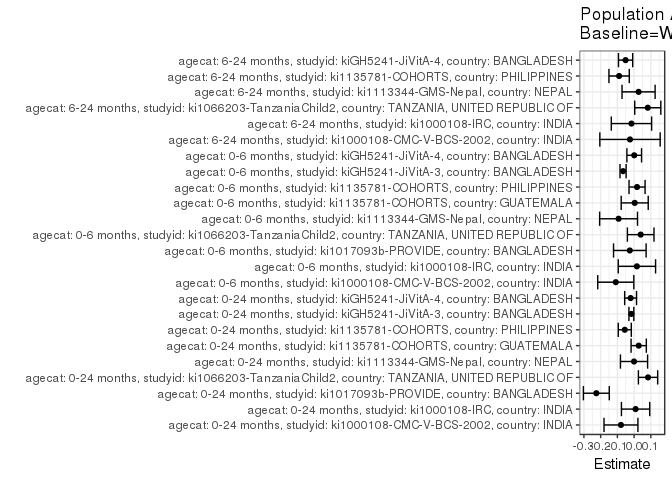 Population
Baseline=W
agecat: 6-24 months, studyid: kiGH5241-JiVitA-4, country: BANGLADESH
agecat: 6-24 months, studyid: ki1135781-COHORTS, country: PHILIPPINES
agecat: 6-24 months, studyid: ki1113344-GMS-Nepal, country: NEPAL
agecat: 6-24 months, studyid: ki1066203-TanzaniaChild2, country: TANZANIA, UNITED REPUBLIC OF
agecat: 6-24 months, studyid: ki1000108-IRC, country: INDIA
agecat: 6-24 months, studyid: ki1000108-CMC-V-BCS-2002, country: INDIA
agecat: 0-6 months, studyid: kiGH5241-JiVitA-4, country: BANGLADESH
agecat: 0-6 months, studyid: kiGH5241-JiVitA-3, country: BANGLADESH
agecat: 0-6 months, studyid: ki1135781-COHORTS, country: PHILIPPINES
agecat: 0-6 months, studyid: ki1135781-COHORTS, country: GUATEMALA
agecat: 0-6 months, studyid: ki1113344-GMS-Nepal, country: NEPAL
agecat: 0-6 months, studyid: ki1066203-TanzaniaChild2, country: TANZANIA, UNITED REPUBLIC OF
agecat: 0-6 months, studyid: ki1017093b-PROVIDE, country: BANGLADESH
agecat: 0-6 months, studyid: ki1000108-IRC, country: INDIA
agecat: 0-6 months, studyid: ki1000108-CMC-V-BCS-2002, country: INDIA
agecat: 0-24 months, studyid: kiGH5241-JiVitA-4, country: BANGLADESH
agecat: 0-24 months, studyid: kiGH5241-JiVitA-3, country: BANGLADESH
agecat: 0-24 months, studyid: ki1135781-COHORTS, country: PHILIPPINES
agecat: 0-24 months, studyid: ki1135781-COHORTS, country: GUATEMALA
agecat: 0-24 months, studyid: ki1113344-GMS-Nepal, country: NEPAL
agecat: 0-24 months, studyid: ki1066203-TanzaniaChild2, country: TANZANIA, UNITED REPUBLIC OF
agecat: 0-24 months, studyid: ki1017093b-PROVIDE, country: BANGLADESH
agecat: 0-24 months, studyid: ki1000108-IRC, country: INDIA
agecat: 0-24 months, studyid: ki1000108-CMC-V-BCS-2002, country: INDIA
-0.3-0.2-0.10.00.1
Estimate